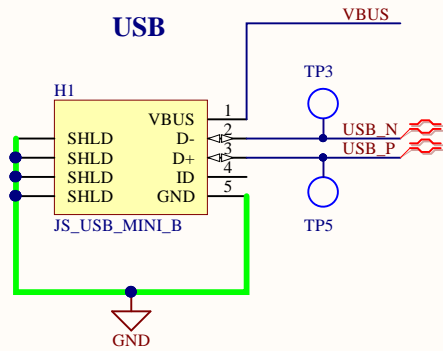 USB
VBUS
TP3
H1
VBUS 1
SHLD D- 2 USB_N
SHLD D+ 3 USB_P
SHLD ID 4
SHLD GND 5
JS_USB_MINI_B
TP5
GND